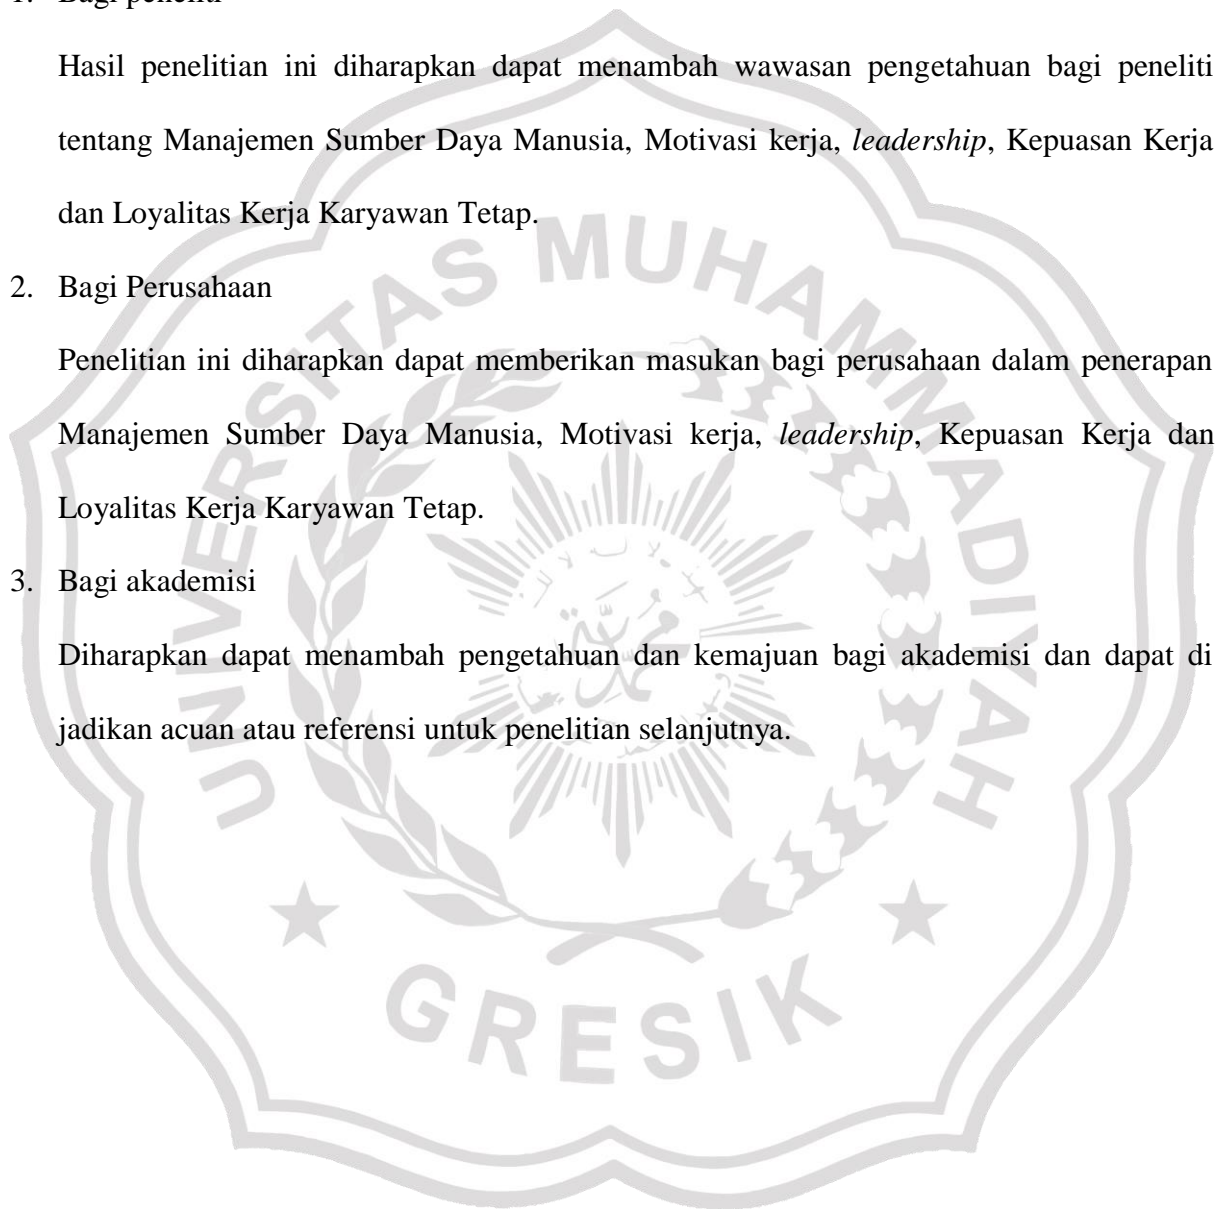 1. Bagi peneliti
Hasil penelitian ini diharapkan dapat menambah wawasan pengetahuan bagi peneliti
tentang Manajemen Sumber Daya Manusia, Motivasi kerja, leadership, Kepuasan Kerja
dan Loyalitas Kerja Karyawan Tetap.
2. Bagi Perusahaan
Penelitian ini diharapkan dapat memberikan masukan bagi perusahaan dalam penerapan
Manajemen Sumber Daya Manusia, Motivasi kerja, leadership, Kepuasan Kerja dan
Loyalitas Kerja Karyawan Tetap.
3. Bagi akademisi
Diharapkan dapat menambah pengetahuan dan kemajuan bagi akademisi dan dapat di
jadikan acuan atau referensi untuk penelitian selanjutnya.
UNIVERSITAS MUHAMMADIYAH
GRESIK